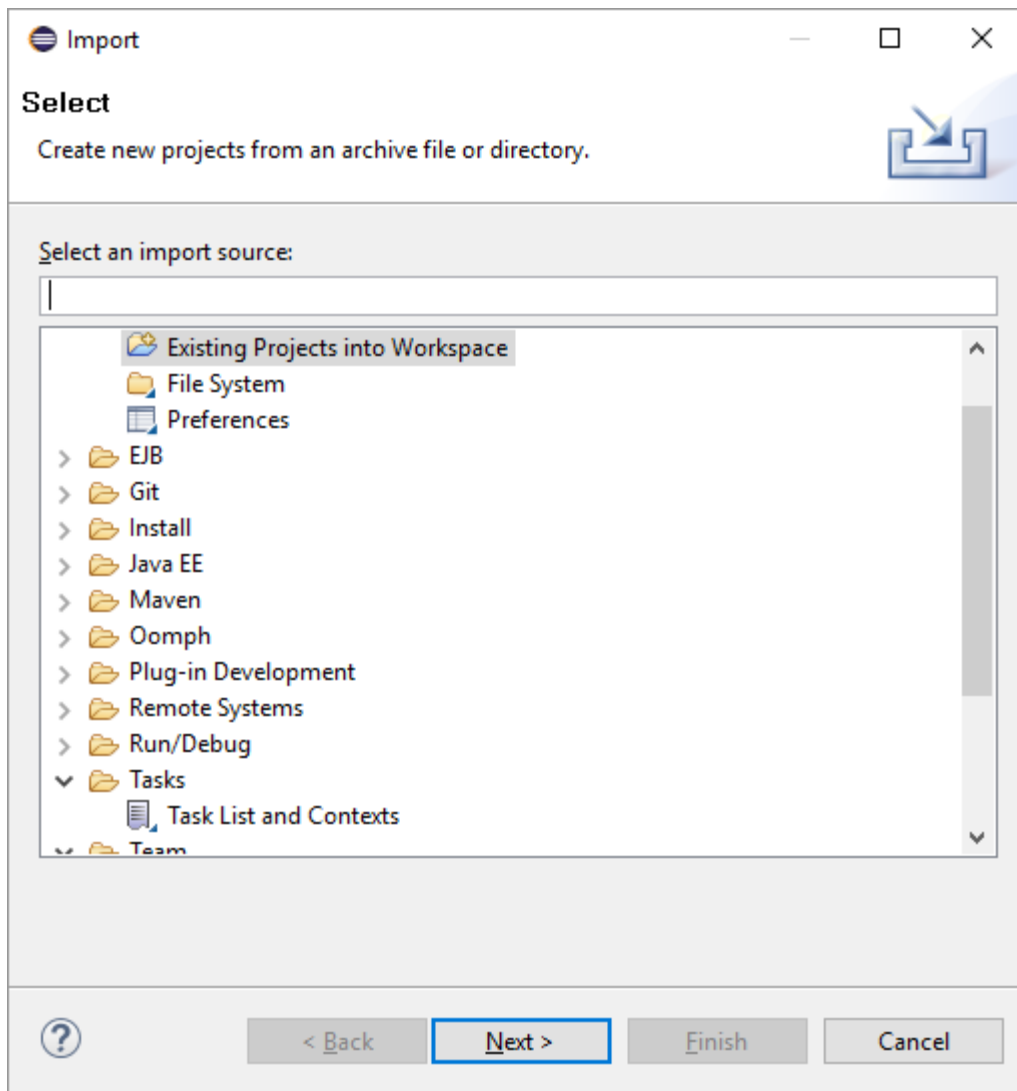 Import
Select
Create new projects from an archive file or directory.
Select an import source:
Existing Projects into Workspace
File System
Preferences
EJB
Git
Install
Java EE
Maven
Oomph
Plug-in Development
Remote Systems
Run/Debug
Tasks
Task List and Contexts
Team
? < Back Next > Finish Cancel